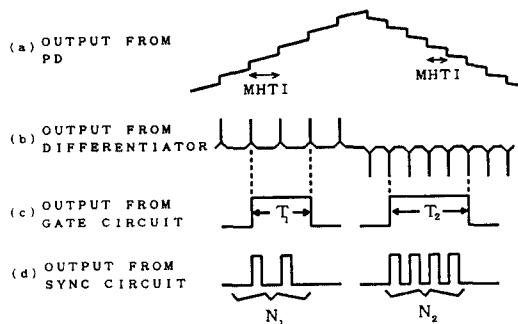 (a) OUTPUT FROM
PD
MHTI
MHTI
(b) OUTPUT FROM
DIFFERENTIATOR
(c) OUTPUT FROM
GATE CIRCUIT
T₁
T₂
(d) OUTPUT FROM
SYNC CIRCUIT
N₁
N₂